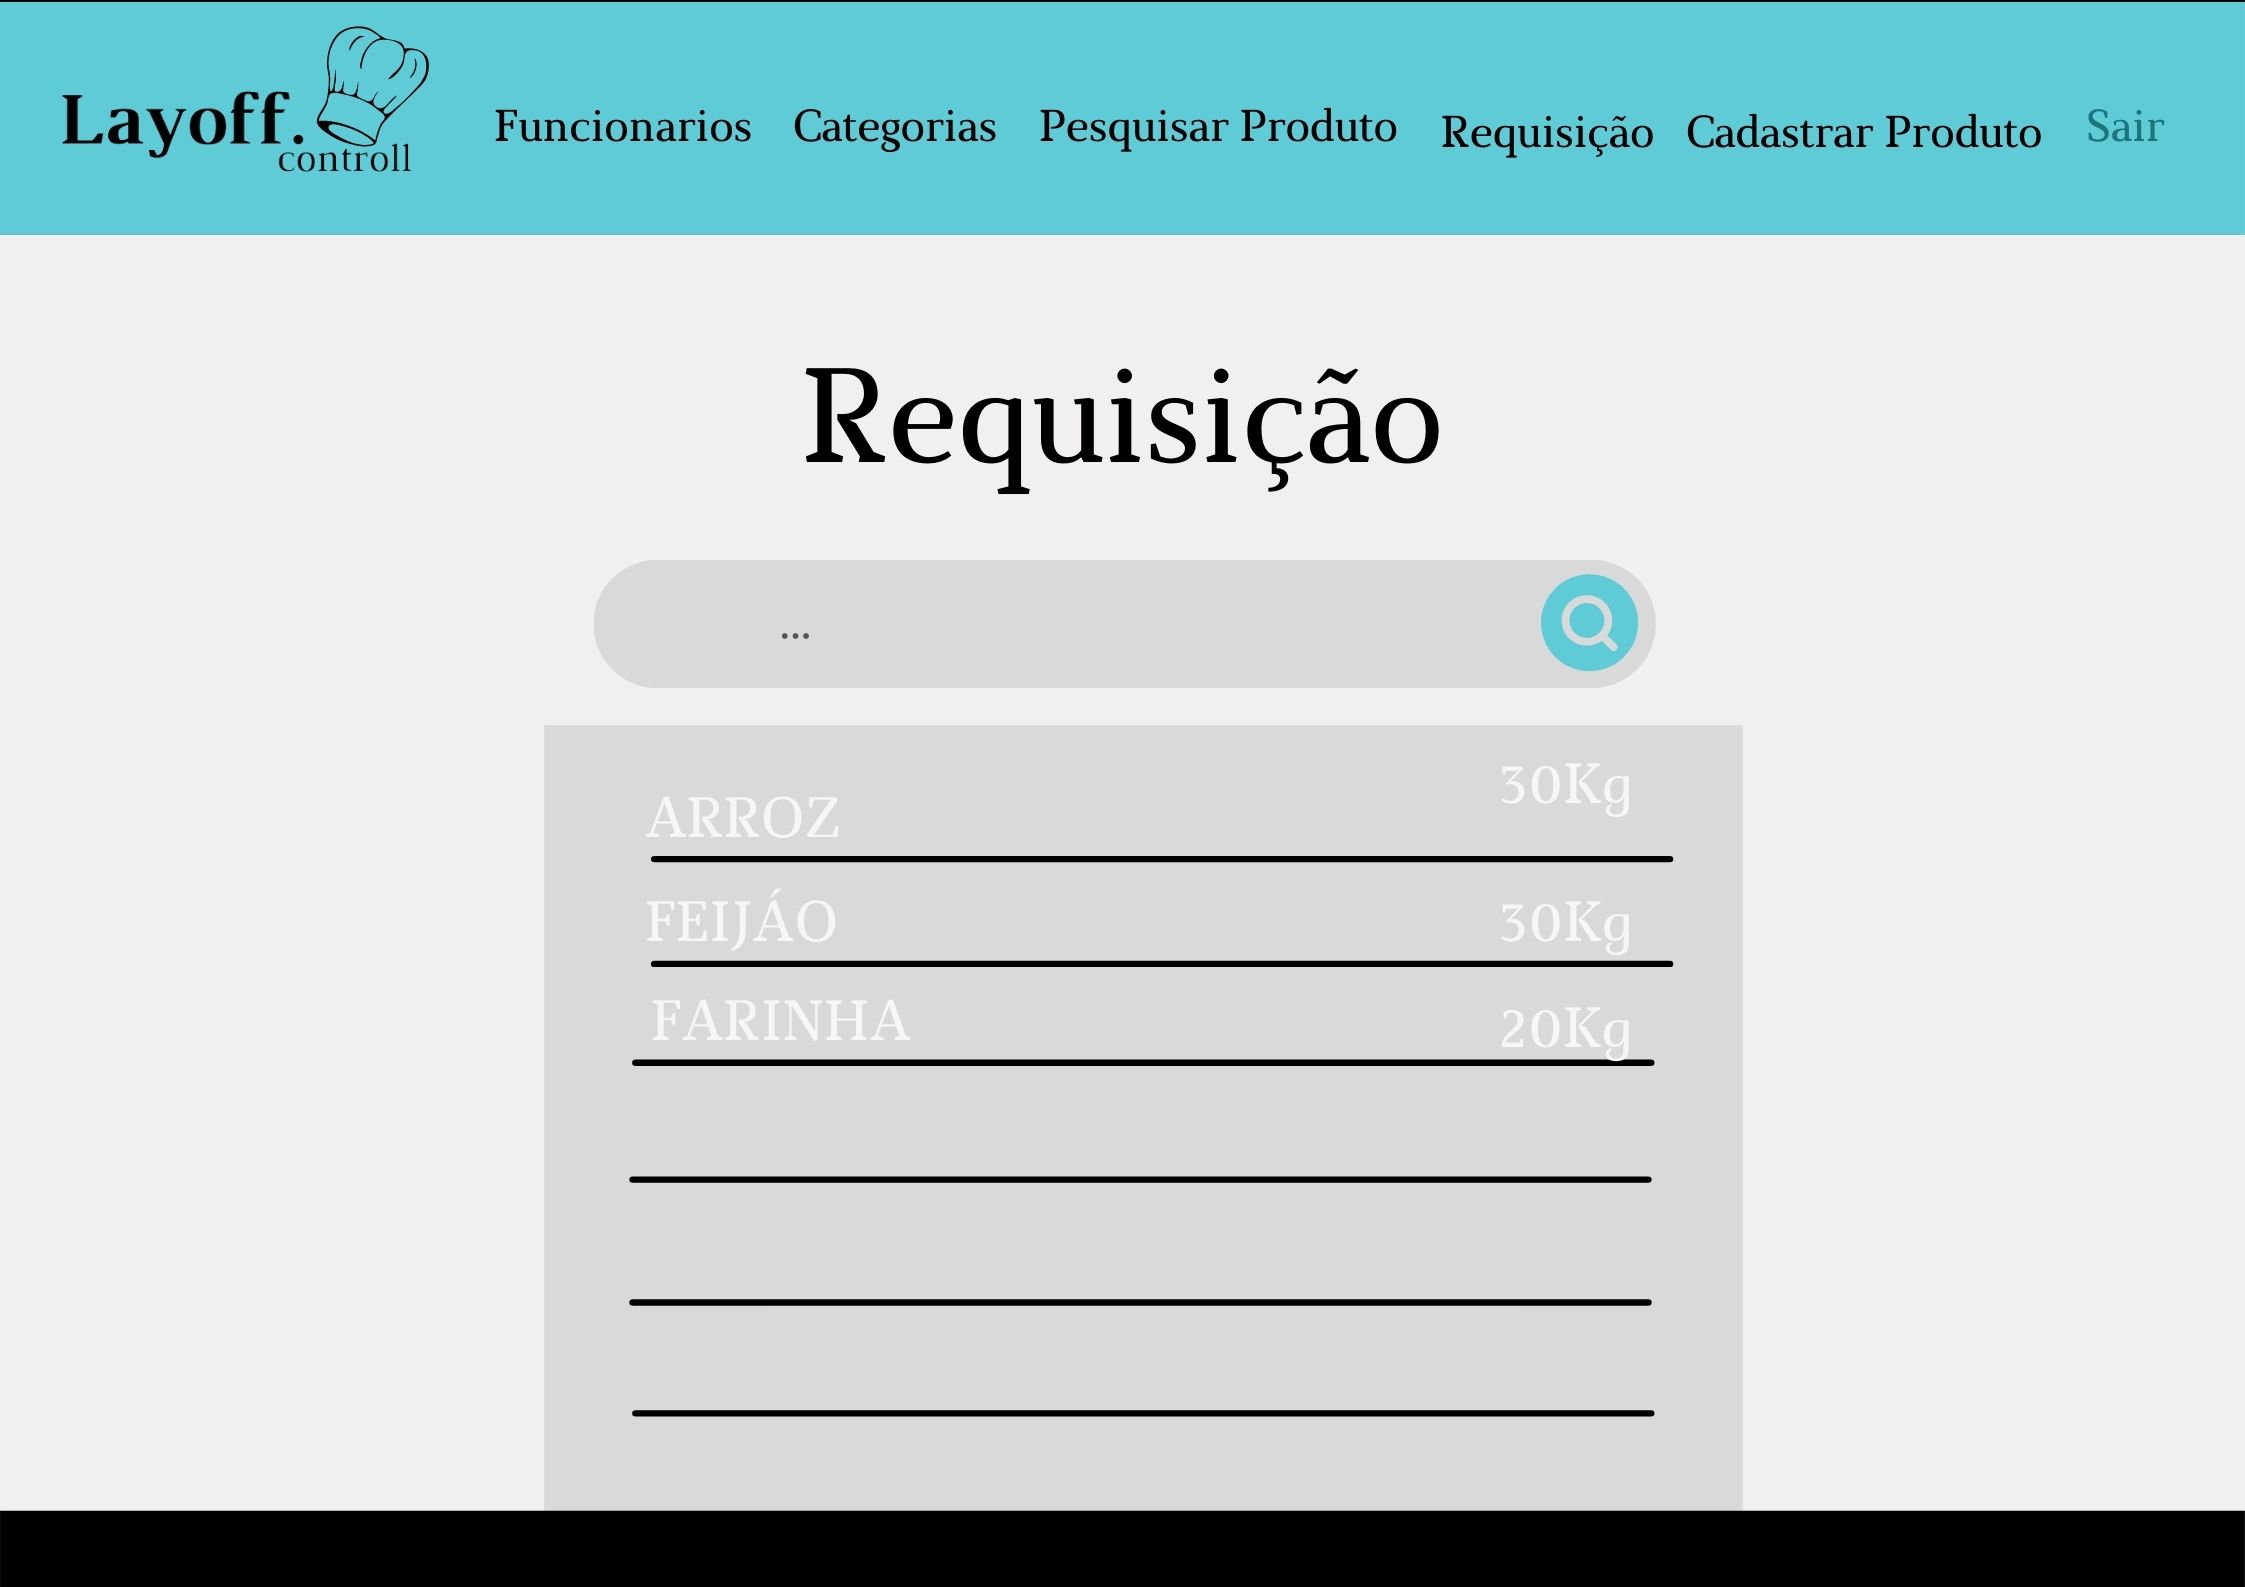 Layoff.
controll
Funcionarios Categorias Pesquisar Produto Requisição Cadastrar Produto Sair
Requisição
...
ARROZ 30Kg
FEIJÁO 30Kg
FARINHA 20Kg